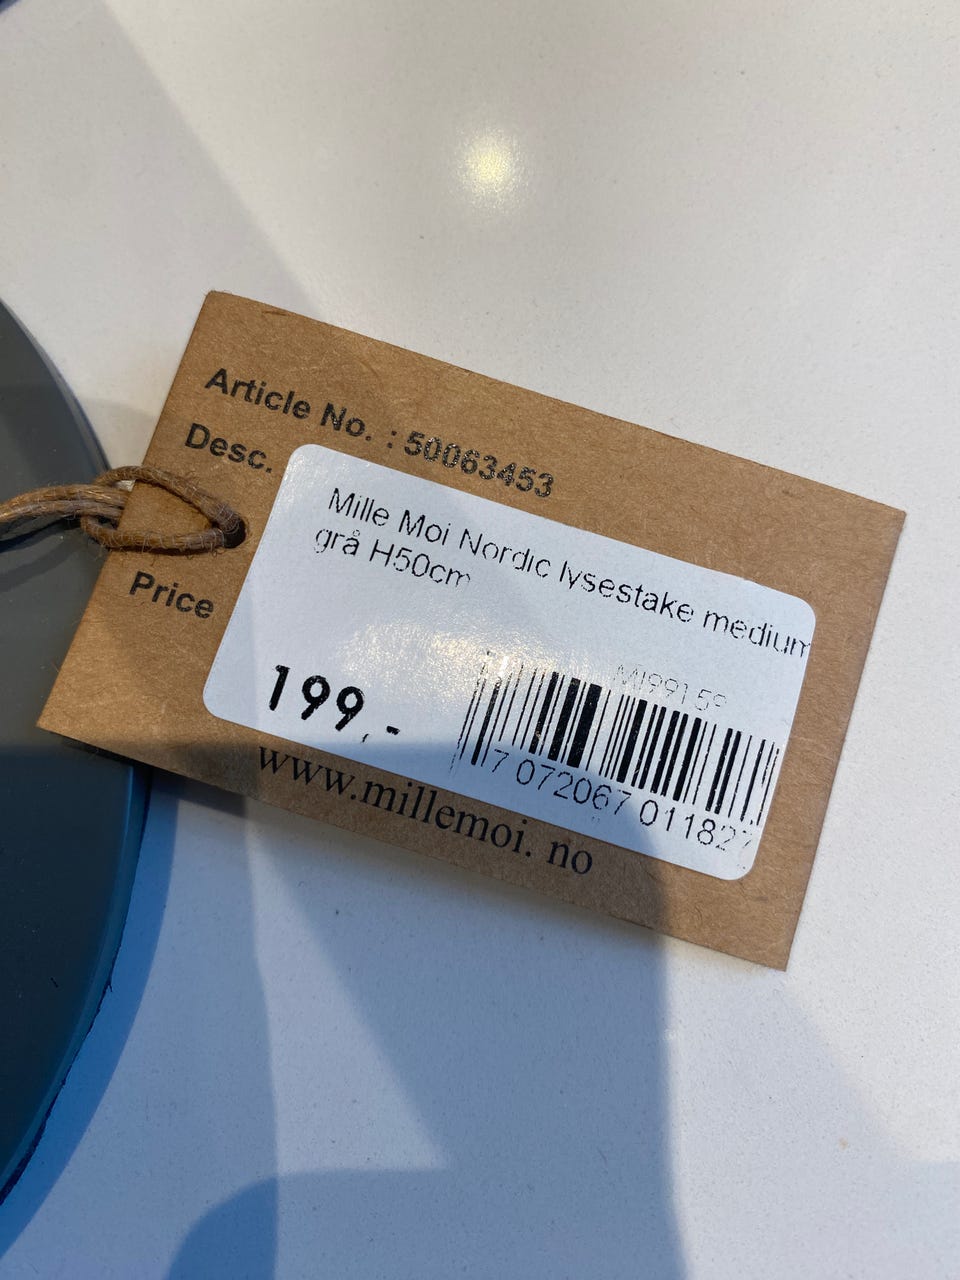 Article No. : 50063453
Desc.
Mille Moi Nordic lysestake medium
grå H50cm
Price
199,-
7 072067 011827
www.millemoi. no